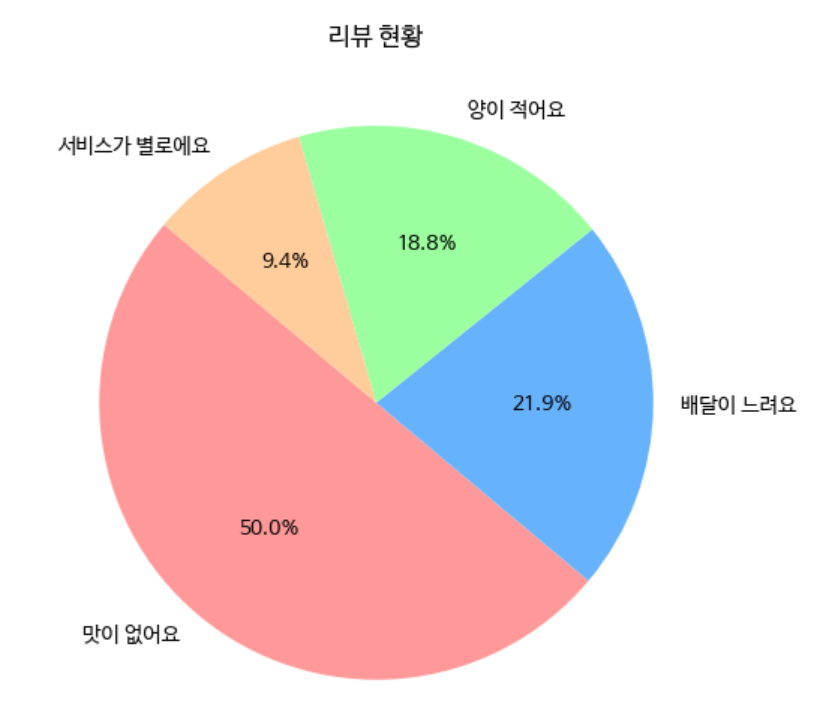 리뷰 현황
양이 적어요
서비스가 별로에요
18.8%
9.4%
21.9%
배달이 느려요
50.0%
맛이 없어요